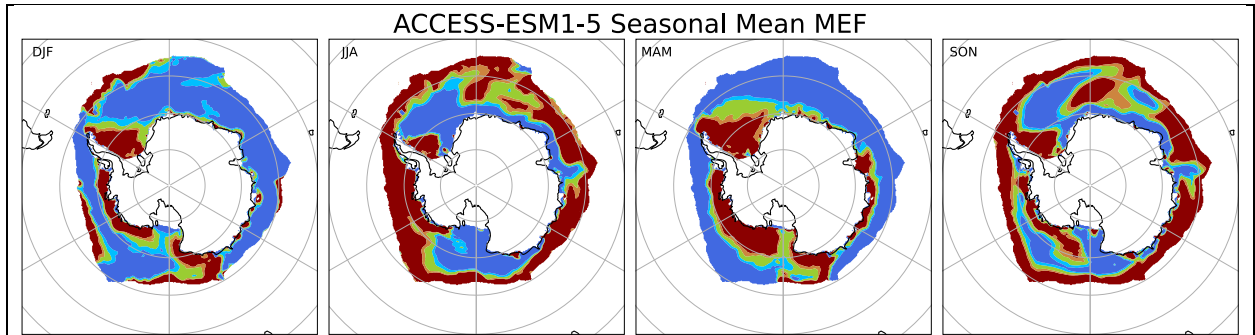 ACCESS-ESM1-5 Seasonal Mean MEF
DJF
JJA
MAM
SON